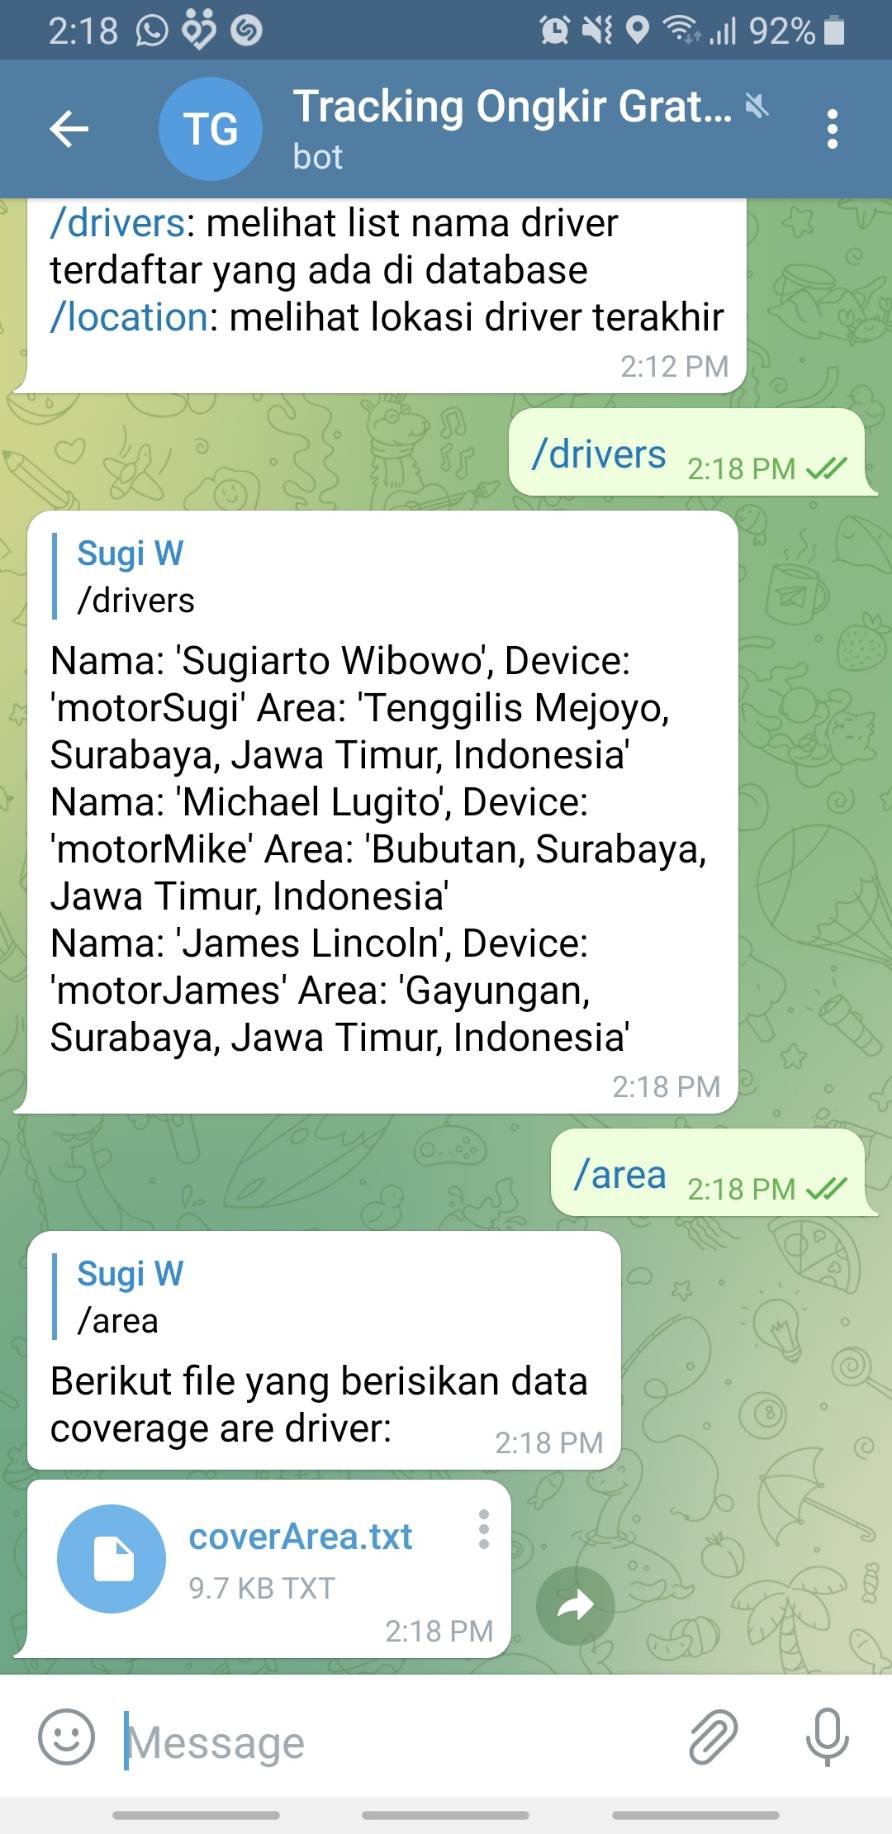 2:18 92%
TG
Tracking Ongkir Grat...
bot
/drivers: melihat list nama driver
terdaftar yang ada di database
/location: melihat lokasi driver terakhir
2:12 PM
/drivers 2:18 PM
Sugi W
/drivers
Nama: 'Sugiarto Wibowo', Device:
'motorSugi' Area: 'Tenggilis Mejoyo,
Surabaya, Jawa Timur, Indonesia'
Nama: 'Michael Lugito', Device:
'motorMike' Area: 'Bubutan, Surabaya,
Jawa Timur, Indonesia'
Nama: 'James Lincoln', Device:
'motorJames' Area: 'Gayungan,
Surabaya, Jawa Timur, Indonesia'
2:18 PM
/area 2:18 PM
Sugi W
/area
Berikut file yang berisikan data
coverage are driver: 2:18 PM
coverArea.txt
9.7 KB TXT
2:18 PM
Message